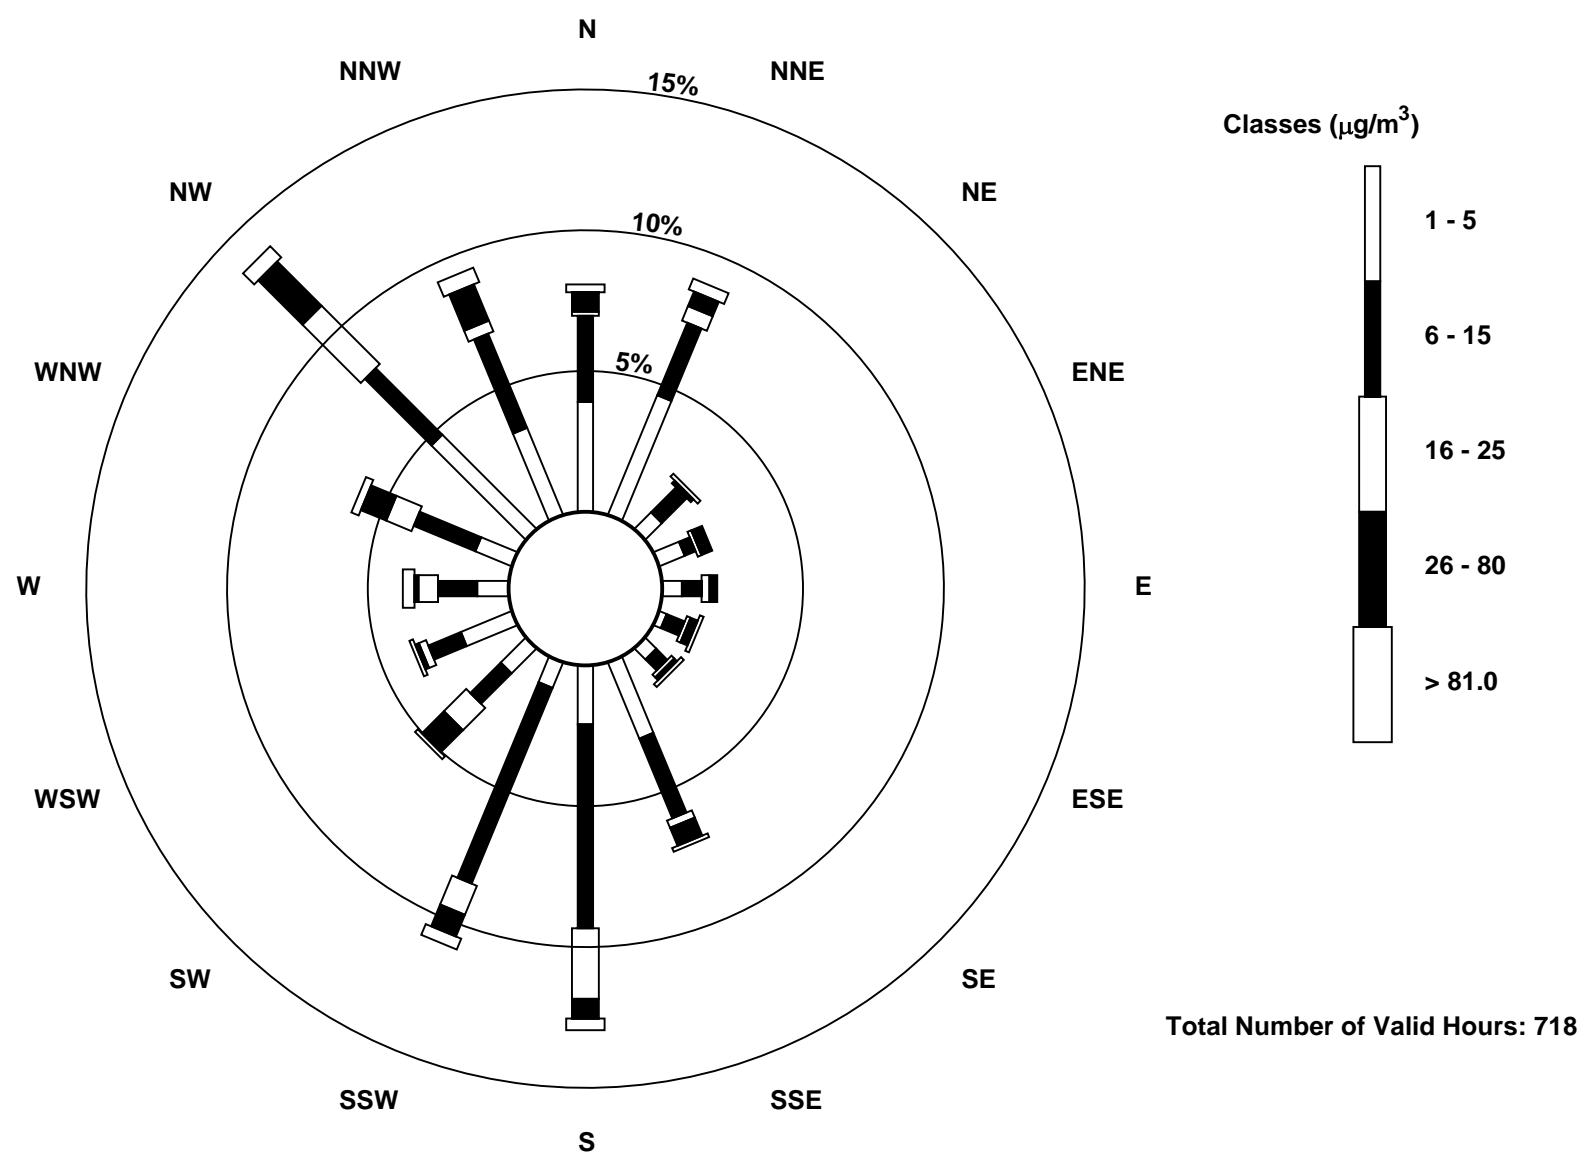 N
NNW
NNE
15%
Classes (μg/m³)
NW
NE
1 - 5
10%
6 - 15
5%
WNW
ENE
16 - 25
26 - 80
W
E
> 81.0
WSW
ESE
SW
SE
Total Number of Valid Hours: 718
SSW
SSE
S